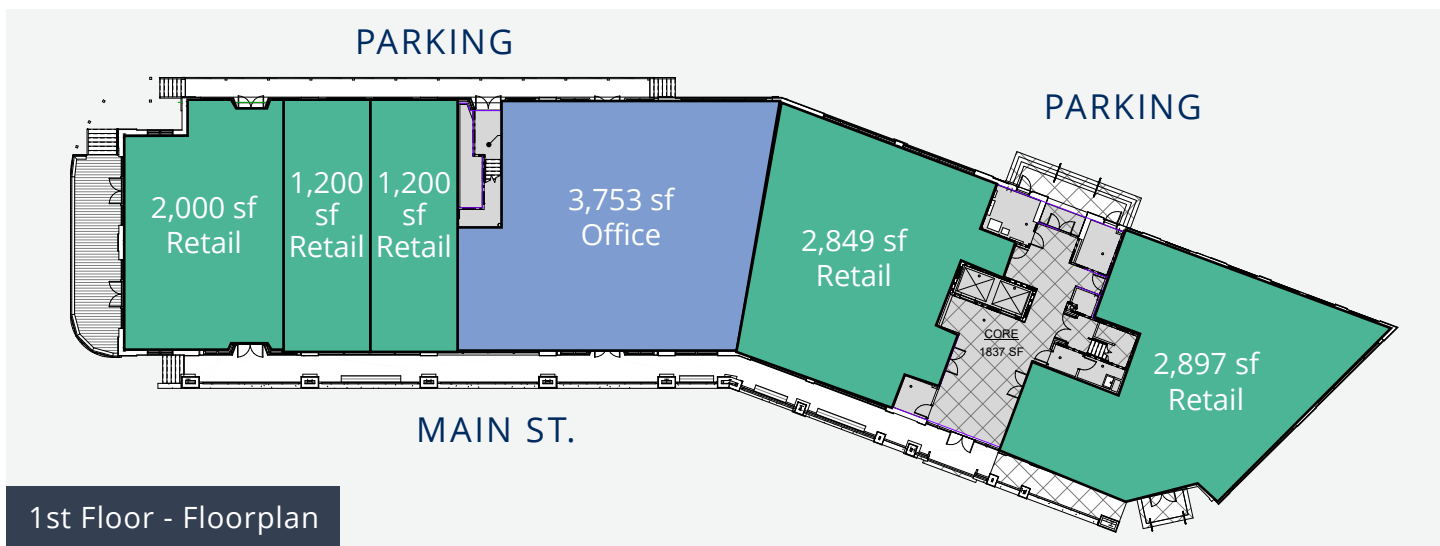 PARKING
PARKING
2,000 sf
Retail
1,200
sf
Retail
1,200
sf
Retail
3,753 sf
Office
2,849 sf
Retail
CORE
1837 SF
2,897 sf
Retail
MAIN ST.
1st Floor - Floorplan